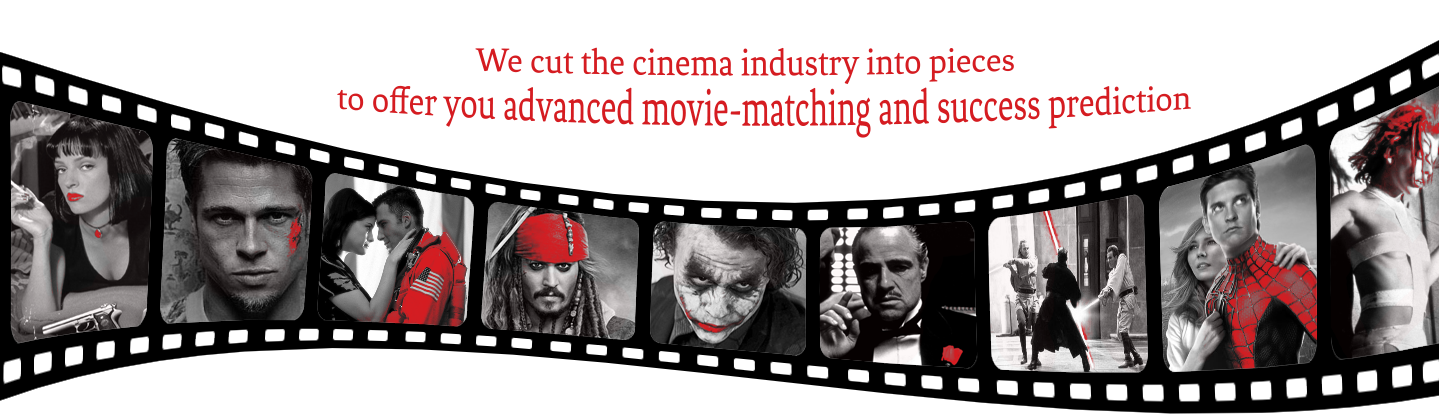 We cut the cinema industry into pieces
to offer you advanced movie-matching and success prediction